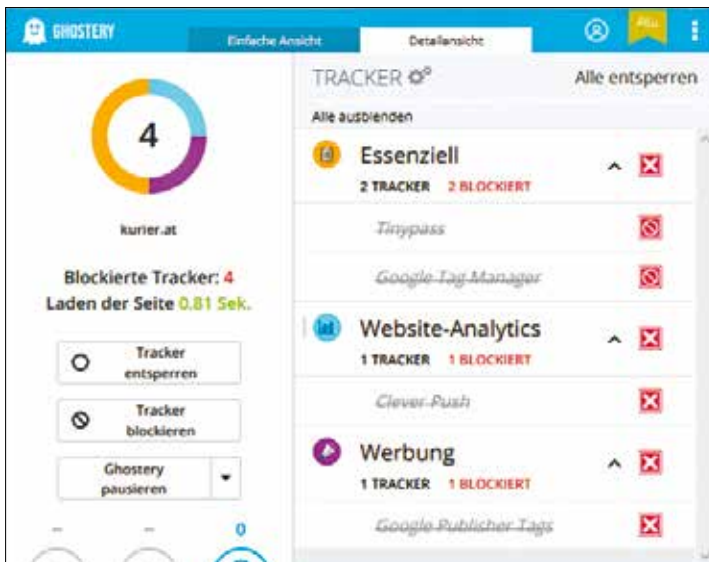 GHOSTERY
Einfache Ansicht
Detailansicht
Plus
4
kurier.at
Blockierte Tracker: 4
Laden der Seite 0.81 Sek.
Tracker
entsperren
Tracker
blockieren
Ghostery
pausieren
–
–
0
TRACKER
Alle entsperren
Alle ausblenden
Essenziell
2 TRACKER 2 BLOCKIERT
Tinypass
Google Tag Manager
Website-Analytics
1 TRACKER 1 BLOCKIERT
Clever Push
Werbung
1 TRACKER 1 BLOCKIERT
Google Publisher Tags